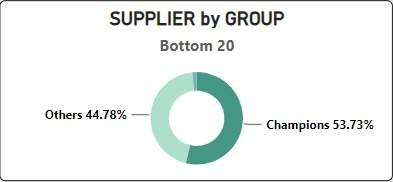 SUPPLIER by GROUP
Bottom 20
Others 44.78%
Champions 53.73%